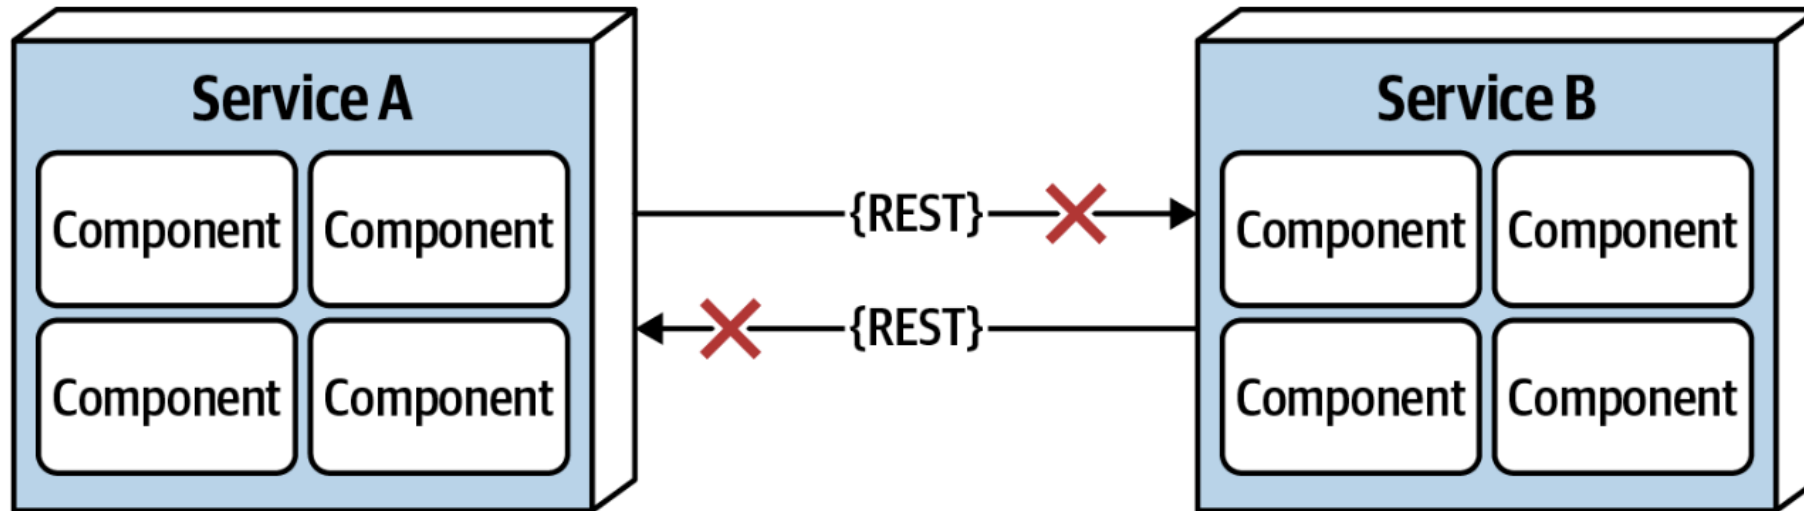 Service A
Component
Component
Component
Component
{REST}
{REST}
Service B
Component
Component
Component
Component